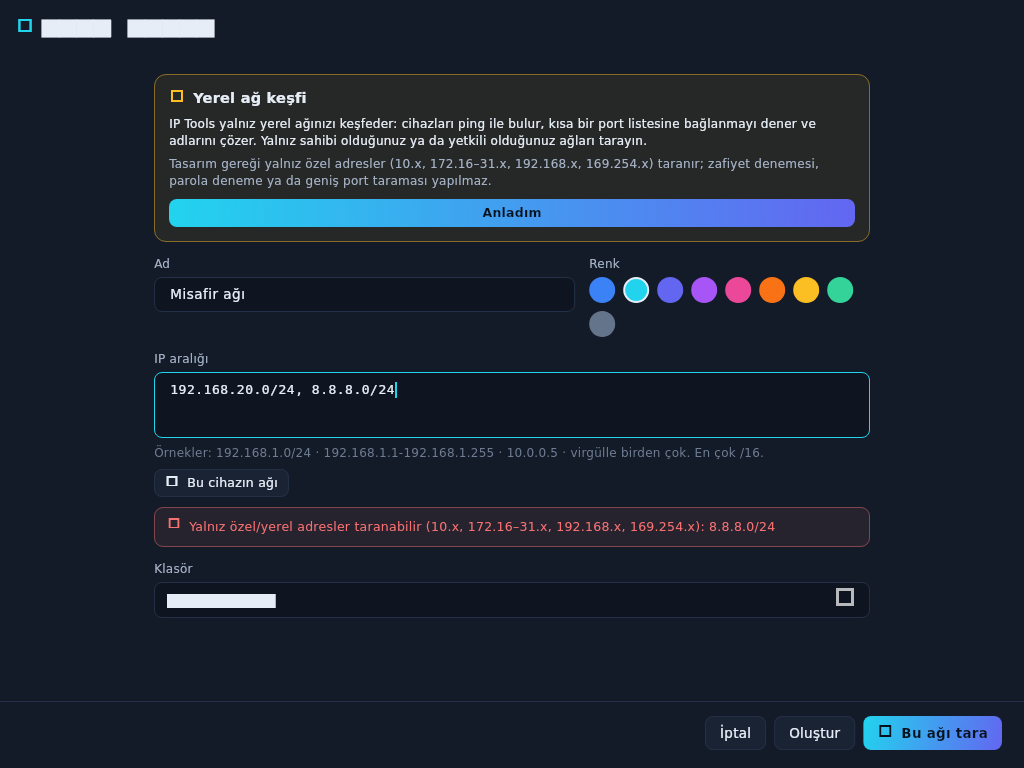 Yerel ağ keşfi
IP Tools yalnız yerel ağınızı keşfeder: cihazları ping ile bulur, kısa bir port listesine bağlanmayı dener ve
adlarını çözer. Yalnız sahibi olduğunuz ya da yetkili olduğunuz ağları tarayın.
Tasarım gereği yalnız özel adresler (10.x, 172.16–31.x, 192.168.x, 169.254.x) taranır; zafiyet denemesi,
parola deneme ya da geniş port taraması yapılmaz.
Anladım
Ad
Renk
Misafir ağı
IP aralığı
192.168.20.0/24, 8.8.8.0/24
Örnekler: 192.168.1.0/24 · 192.168.1.1-192.168.1.255 · 10.0.0.5 · virgülle birden çok. En çok /16.
Bu cihazın ağı
Yalnız özel/yerel adresler taranabilir (10.x, 172.16–31.x, 192.168.x, 169.254.x): 8.8.8.0/24
Klasör
İptal
Oluştur
Bu ağı tara